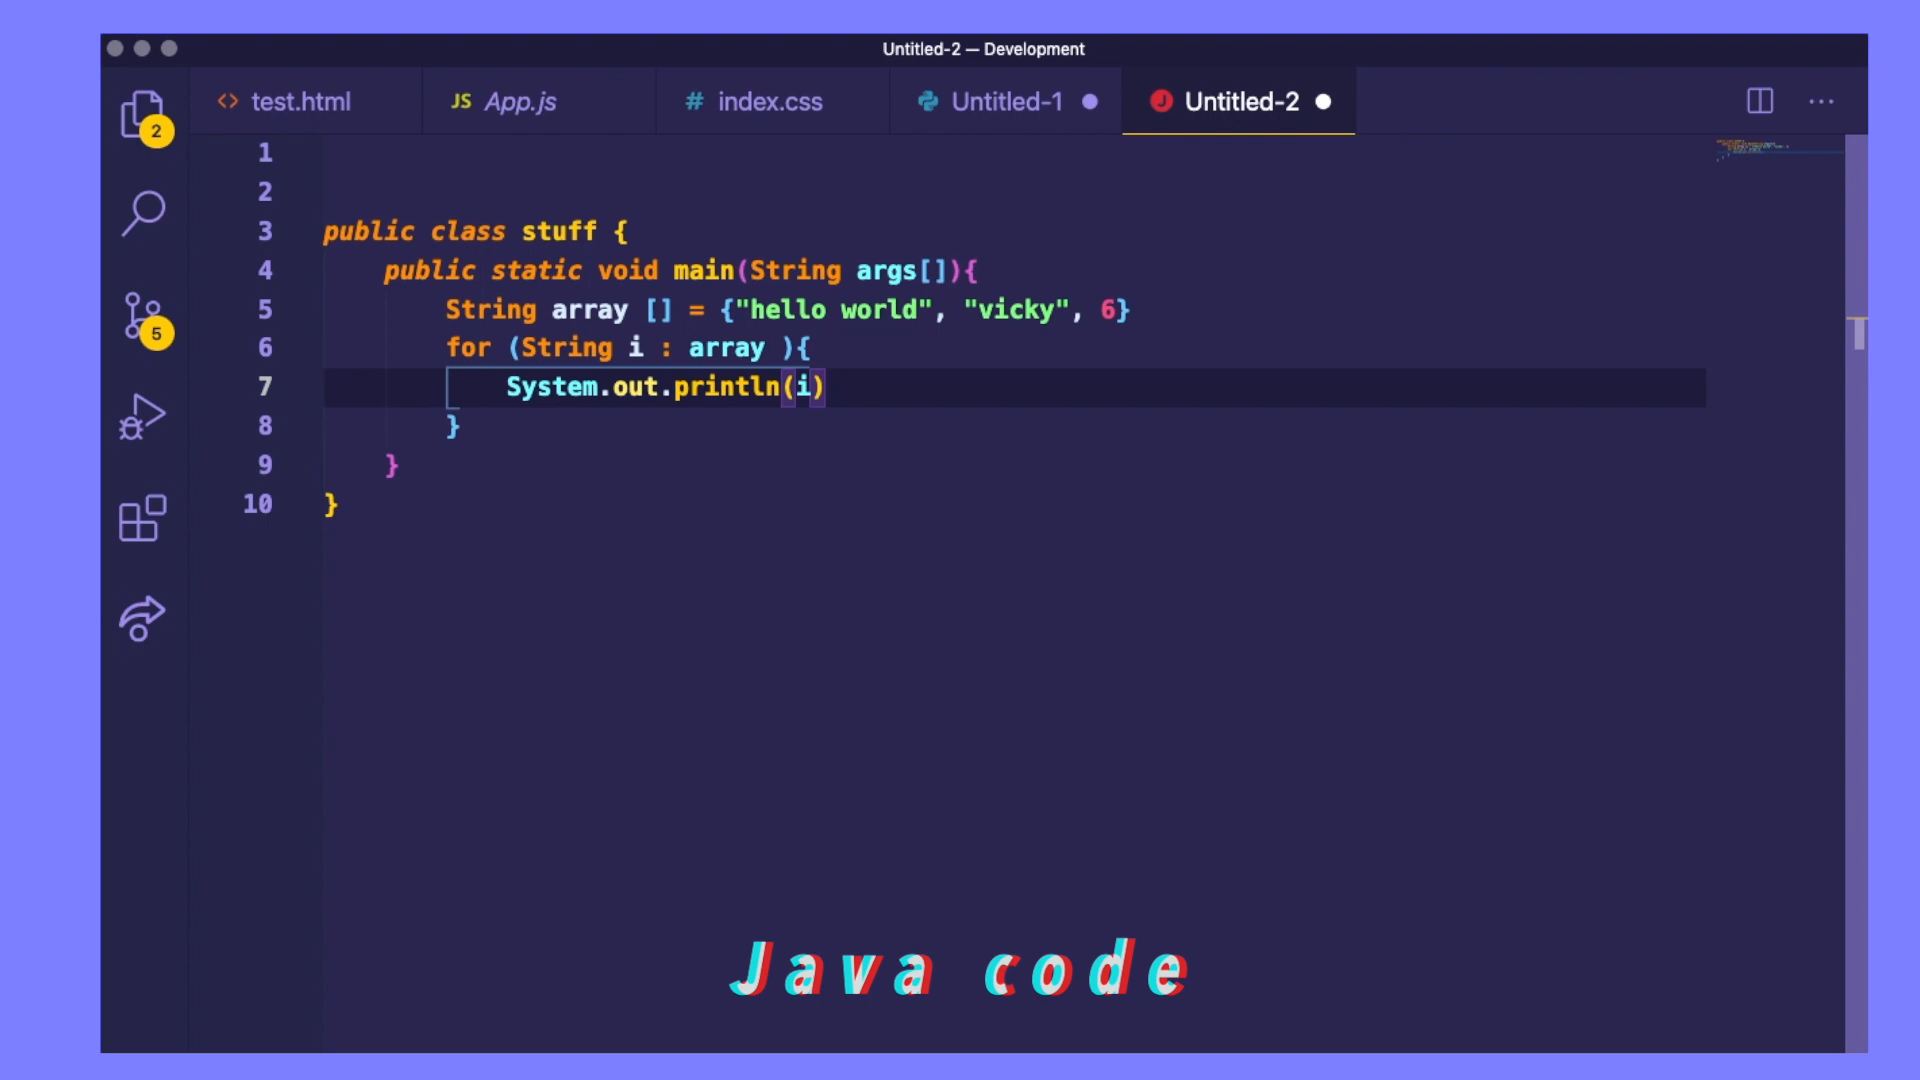 Untitled-2 — Development
<> test.html
JS App.js
# index.css
Untitled-1
J Untitled-2
2
5
1
2
3 public class stuff {
4 public static void main(String args[]){
5 String array [] = {"hello world", "vicky", 6}
6 for (String i : array ){
7 System.out.println(i)
8 }
9 }
10 }
Java code